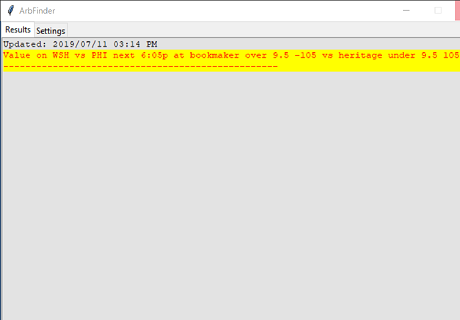 ArbFinder
Results Settings
Updated: 2019/07/11 03:14 PM
Value on WSH vs PHI next 6:05p at bookmaker over 9.5 -105 vs heritage under 9.5 105
--------------------------------------------------